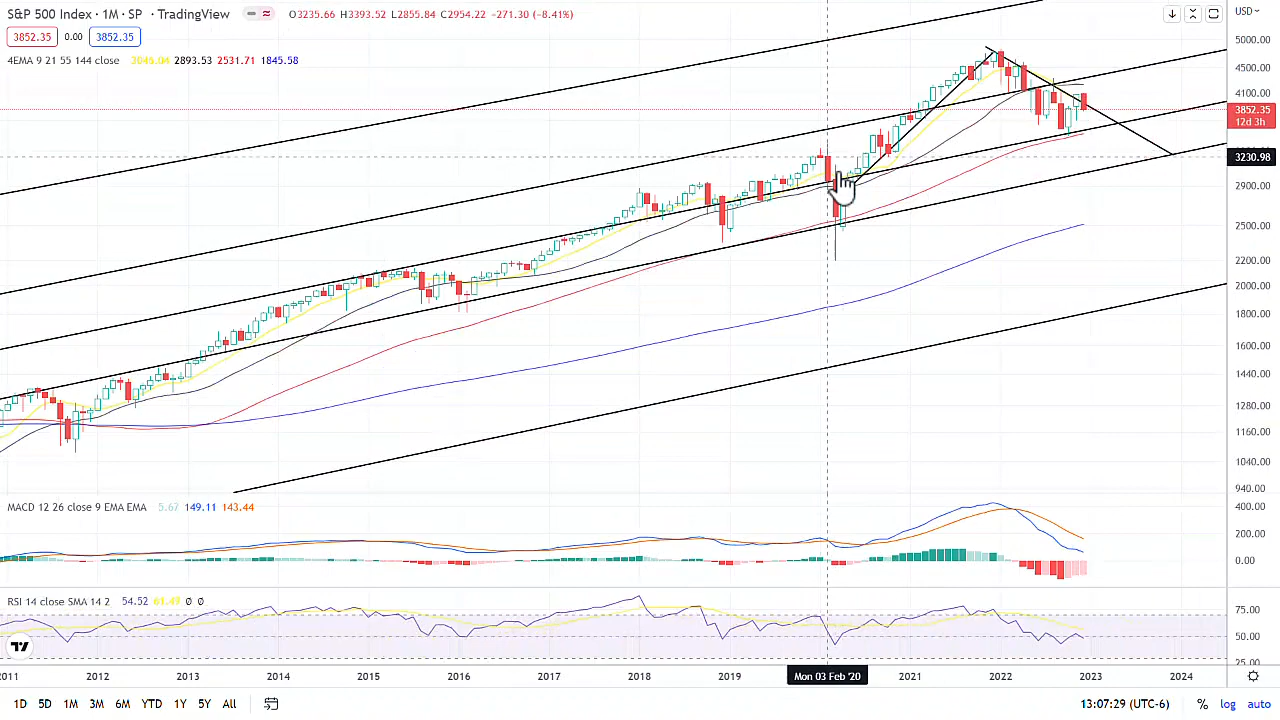 S&P 500 Index · 1M · SP · TradingView O3235.66 H3393.52 L2855.84 C2954.22 −271.30 (−8.41%)
USD
3852.35 0.00 3852.35
4EMA 9 21 55 144 close 3046.04 2893.53 2531.71 1845.58
5000.00
4500.00
4100.00
3852.35
12d 3h
3230.98
2900.00
2500.00
2200.00
2000.00
1800.00
1600.00
1440.00
1280.00
1160.00
1040.00
940.00
MACD 12 26 close 9 EMA EMA 5.67 149.11 143.44
400.00
200.00
0.00
RSI 14 close SMA 14 2 54.52 61.47 Ø Ø
75.00
50.00
25.00
2011 2012 2013 2014 2015 2016 2017 2018 2019 Mon 03 Feb '20 2021 2022 2023 2024
1D 5D 1M 3M 6M YTD 1Y 5Y All 13:07:29 (UTC-6) % log auto